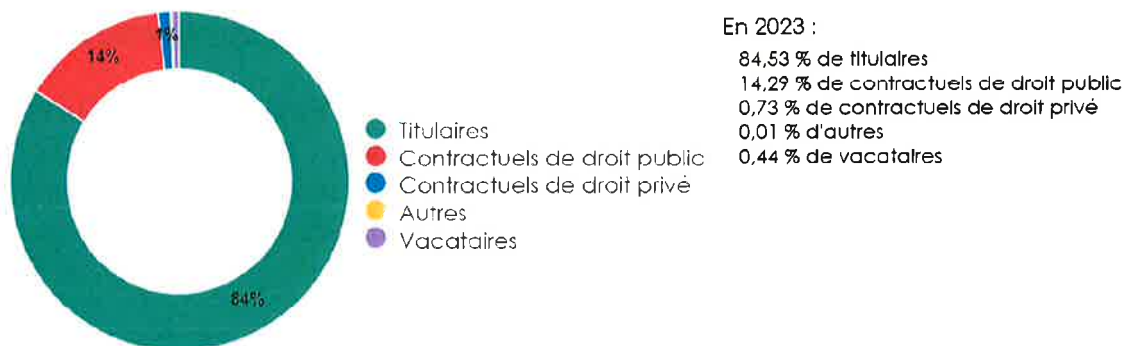 14%
1%
84%
Titulaires
Contractuels de droit public
Contractuels de droit privé
Autres
Vacataires
En 2023 :
84,53 % de titulaires
14,29 % de contractuels de droit public
0,73 % de contractuels de droit privé
0,01 % d'autres
0,44 % de vacataires